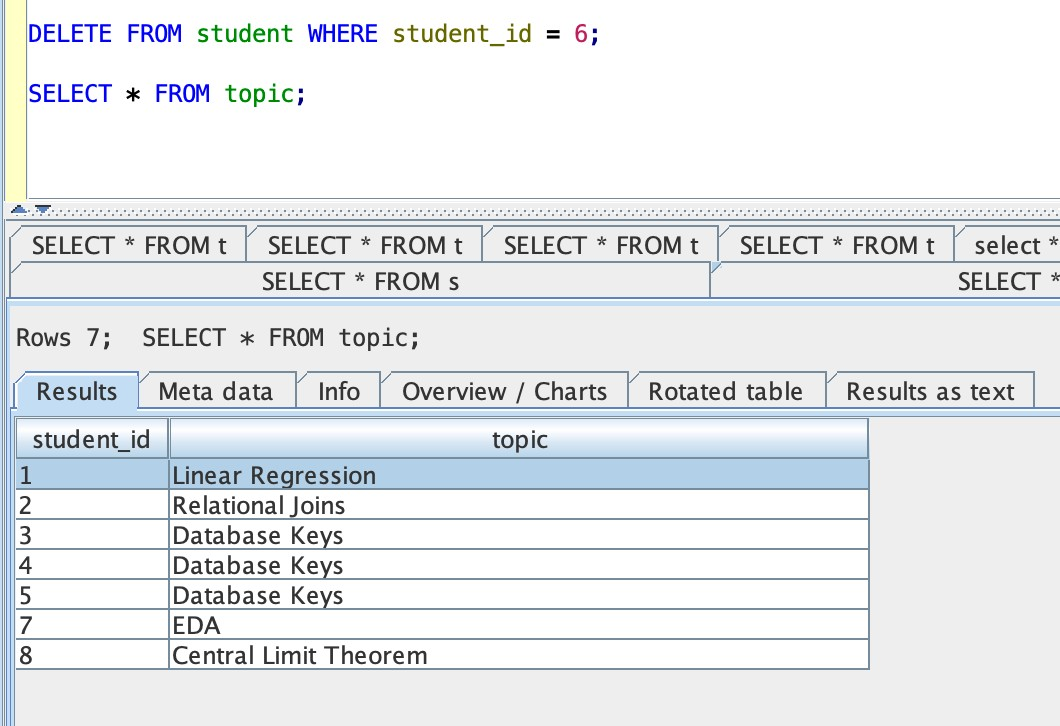 DELETE FROM student WHERE student_id = 6;
SELECT * FROM topic;
SELECT * FROM t SELECT * FROM t SELECT * FROM t SELECT * FROM t select *
SELECT * FROM s SELECT *
Rows 7; SELECT * FROM topic;
Results Meta data Info Overview / Charts Rotated table Results as text
student_id topic
1 Linear Regression
2 Relational Joins
3 Database Keys
4 Database Keys
5 Database Keys
7 EDA
8 Central Limit Theorem